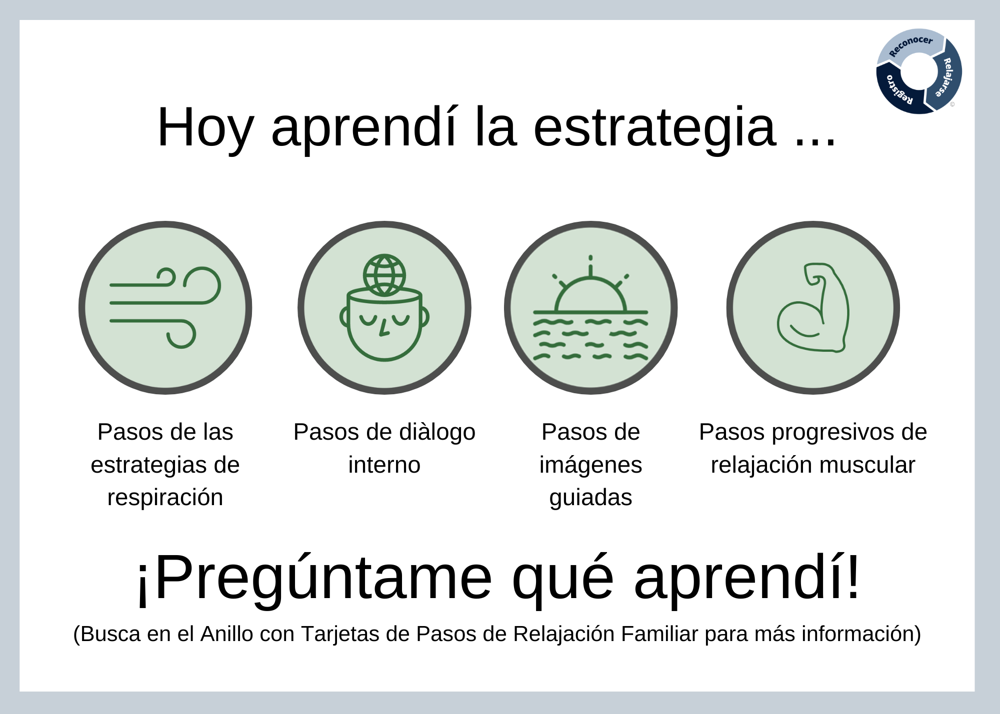 Reconocer
Relajarse
Registro
©
Hoy aprendí la estrategia ...
Pasos de las
estrategias de
respiración
Pasos de diàlogo
interno
Pasos de
imágenes
guiadas
Pasos progresivos de
relajación muscular
¡Pregúntame qué aprendí!
(Busca en el Anillo con Tarjetas de Pasos de Relajación Familiar para más información)